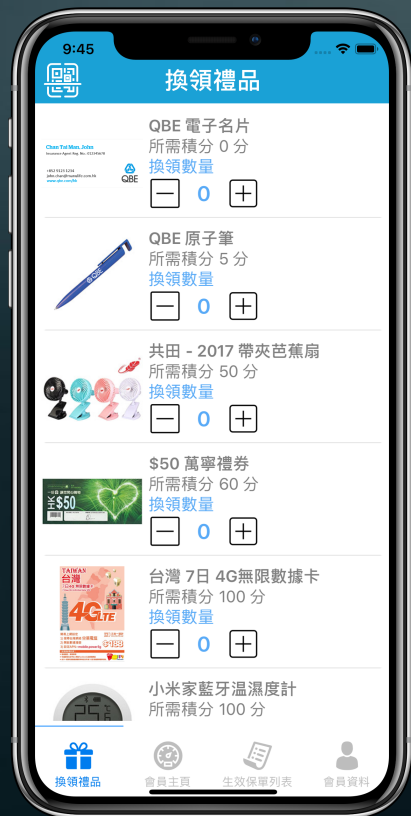 9:45
換領禮品
QBE 電子名片
所需積分 0 分
換領數量
0
Chan Tai Man, John
QBE
QBE 原子筆
所需積分 5 分
換領數量
0
QBE
共田 - 2017 帶夾芭蕉扇
所需積分 50 分
換領數量
0
$50 萬寧禮券
所需積分 60 分
換領數量
0
HK$50
台灣 7日 4G無限數據卡
所需積分 100 分
換領數量
0
TAIWAN
台灣
4G LTE
小米家藍牙温濕度計
所需積分 100 分
換領禮品
會員主頁
生效保單列表
會員資料